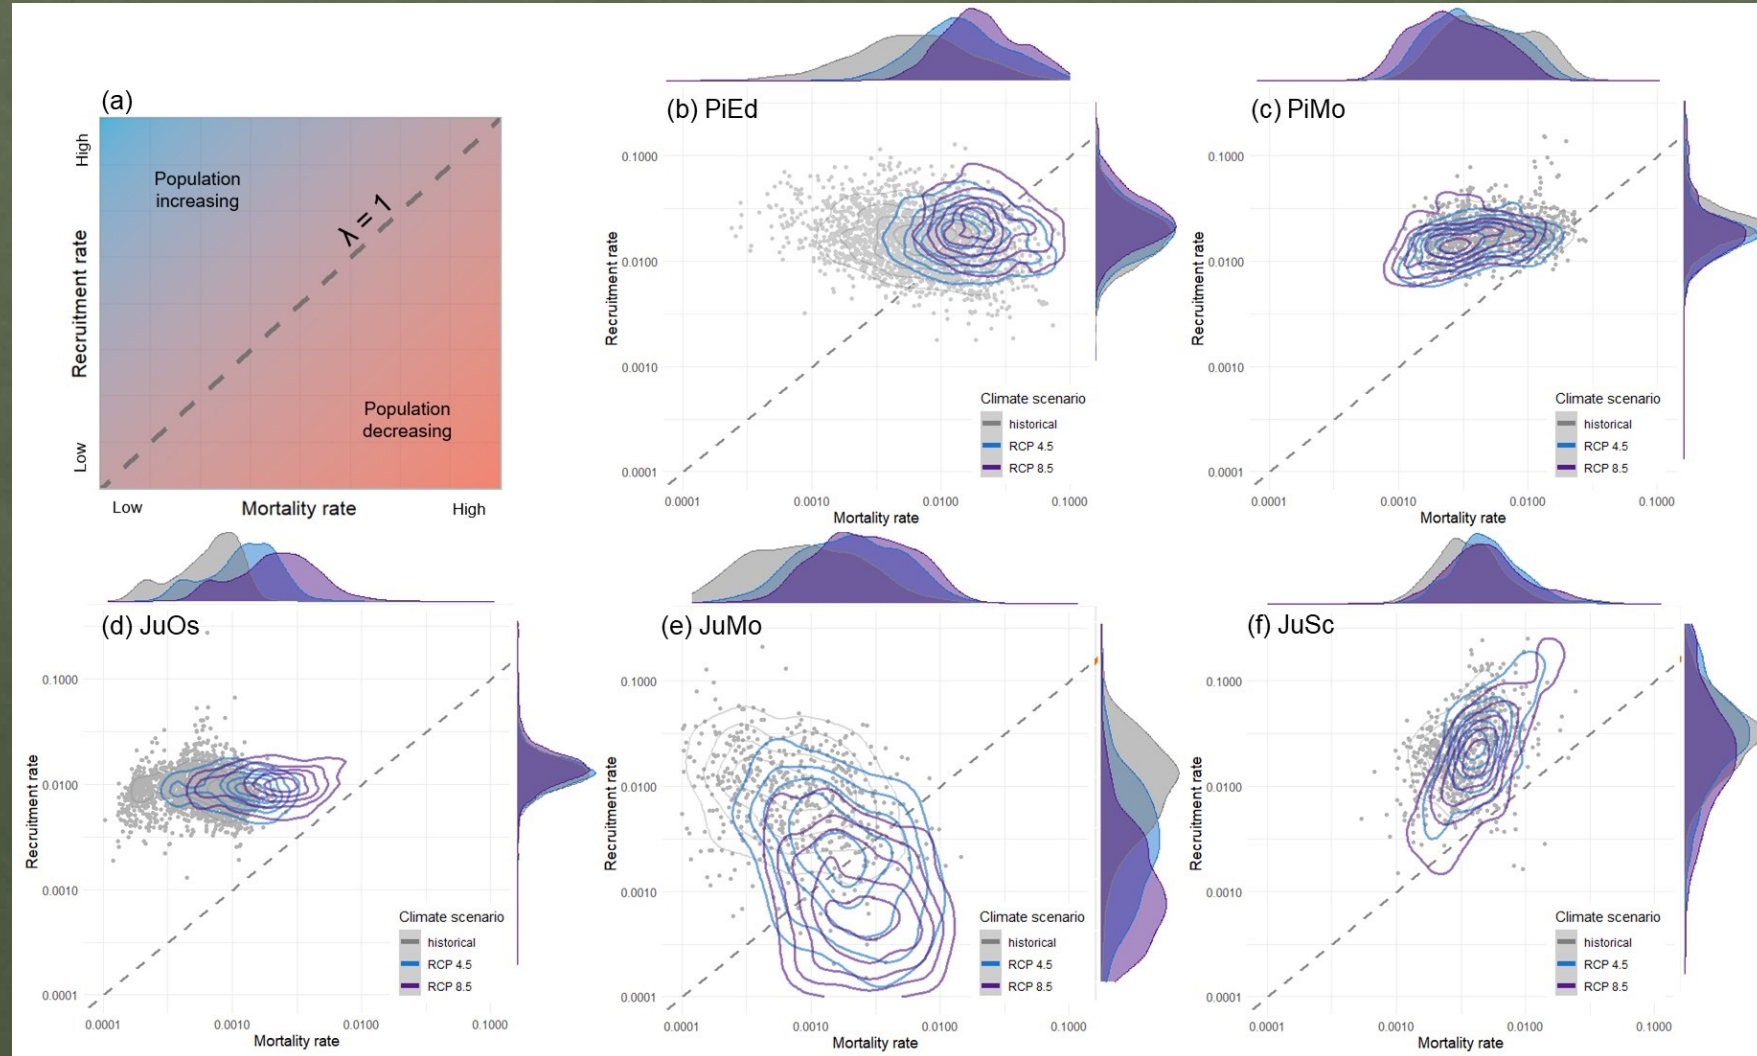 (a)
High
Population
increasing
λ = 1
Recruitment rate
Population
decreasing
Low
Low
Mortality rate
High
(b) PiEd
0.1000
0.0100
0.0010
0.0001
Recruitment rate
Climate scenario
historical
RCP 4.5
RCP 8.5
0.0001
0.0010
0.0100
0.1000
Mortality rate
(c) PiMo
0.1000
0.0100
0.0010
0.0001
Recruitment rate
Climate scenario
historical
RCP 4.5
RCP 8.5
0.0001
0.0010
0.0100
0.1000
Mortality rate
(d) JuOs
0.1000
0.0100
0.0010
0.0001
Recruitment rate
Climate scenario
historical
RCP 4.5
RCP 8.5
0.0001
0.0010
0.0100
0.1000
Mortality rate
(e) JuMo
0.1000
0.0100
0.0010
0.0001
Recruitment rate
Climate scenario
historical
RCP 4.5
RCP 8.5
0.0001
0.0010
0.0100
0.1000
Mortality rate
(f) JuSc
0.1000
0.0100
0.0010
0.0001
Recruitment rate
Climate scenario
historical
RCP 4.5
RCP 8.5
0.0001
0.0010
0.0100
0.1000
Mortality rate